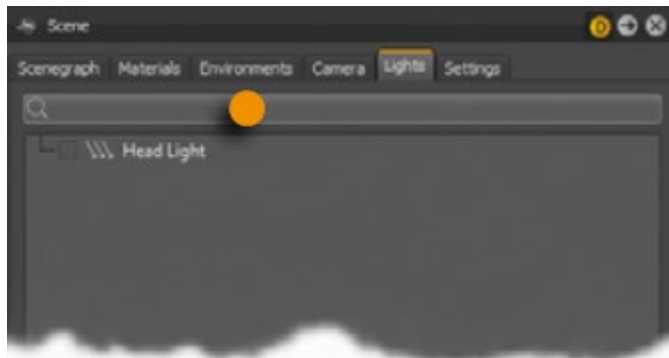 Scene
Scenegraph Materials Environments Camera Lights Settings
Head Light